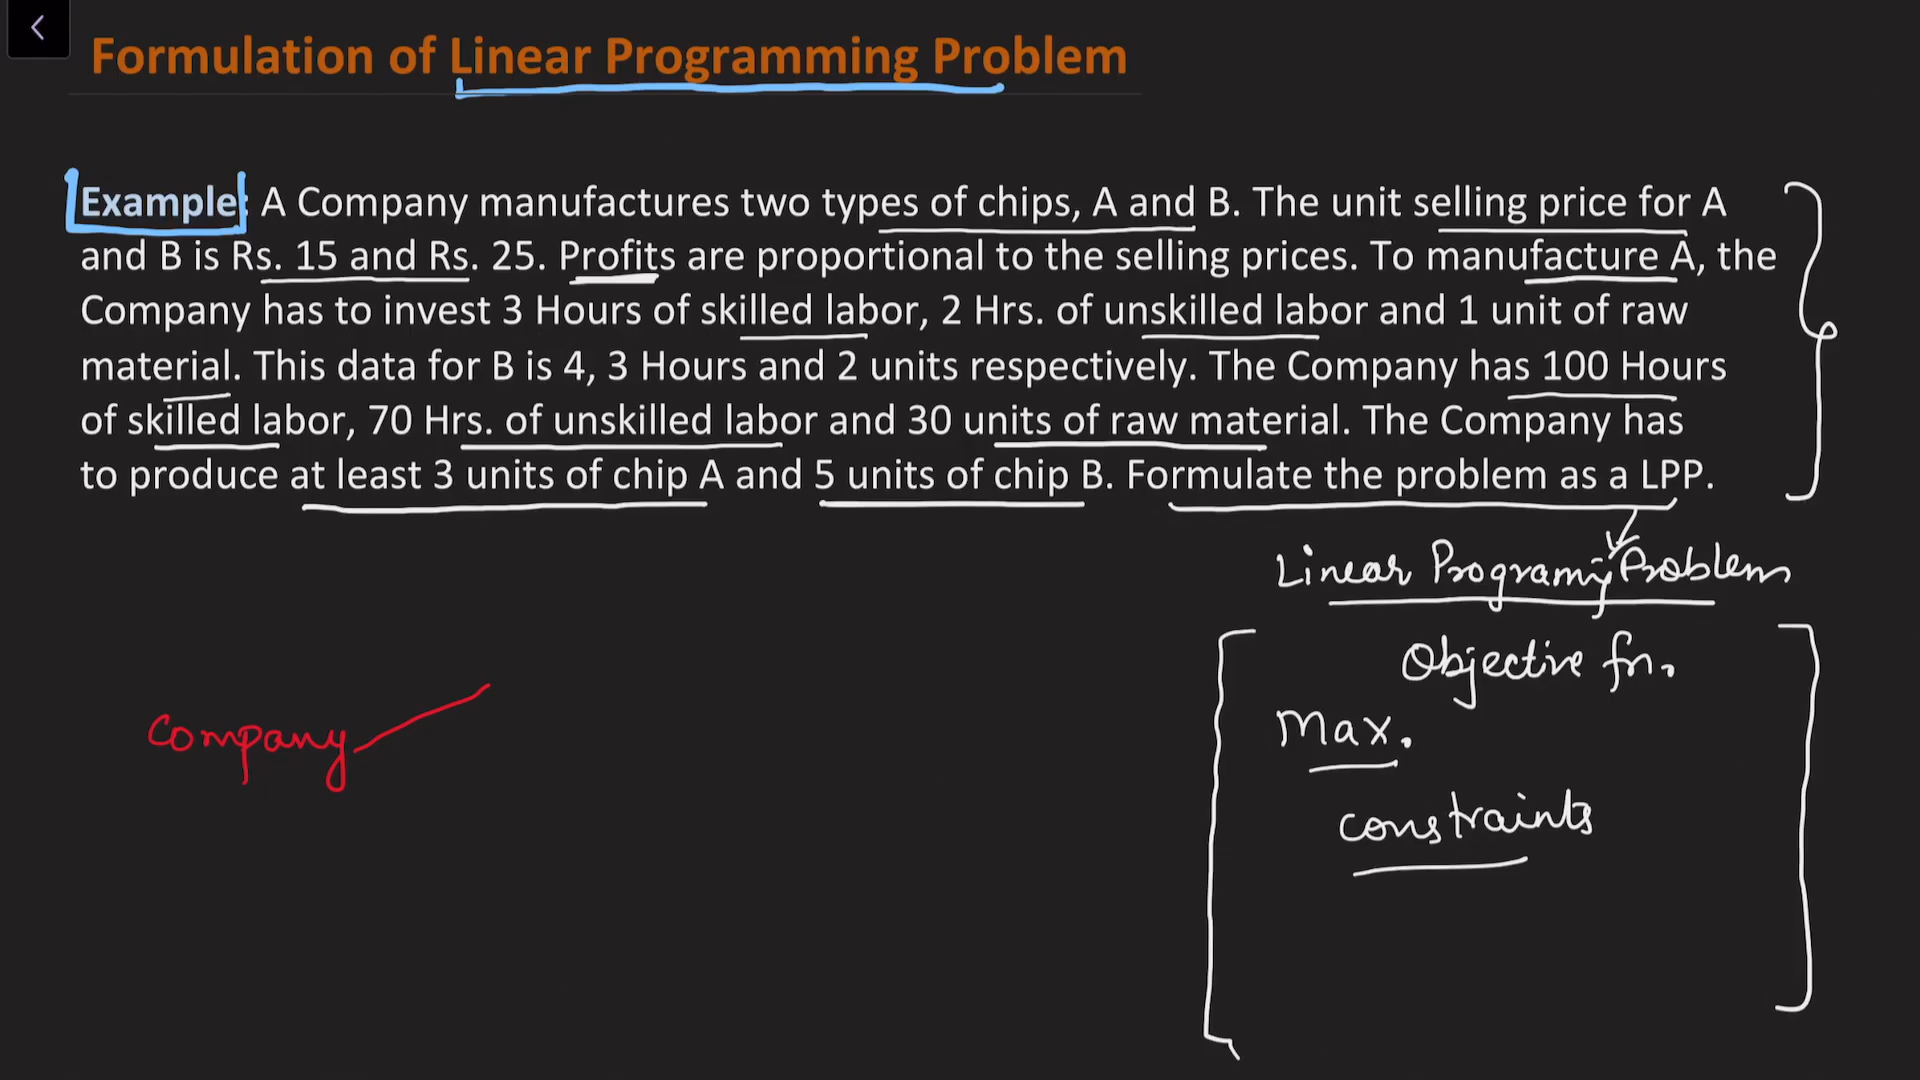 Formulation of Linear Programming Problem
Example: A Company manufactures two types of chips, A and B. The unit selling price for A
and B is Rs. 15 and Rs. 25. Profits are proportional to the selling prices. To manufacture A, the
Company has to invest 3 Hours of skilled labor, 2 Hrs. of unskilled labor and 1 unit of raw
material. This data for B is 4, 3 Hours and 2 units respectively. The Company has 100 Hours
of skilled labor, 70 Hrs. of unskilled labor and 30 units of raw material. The Company has
to produce at least 3 units of chip A and 5 units of chip B. Formulate the problem as a LPP.
Linear Programy Problem
Objective fn.
Max.
Company
constraints